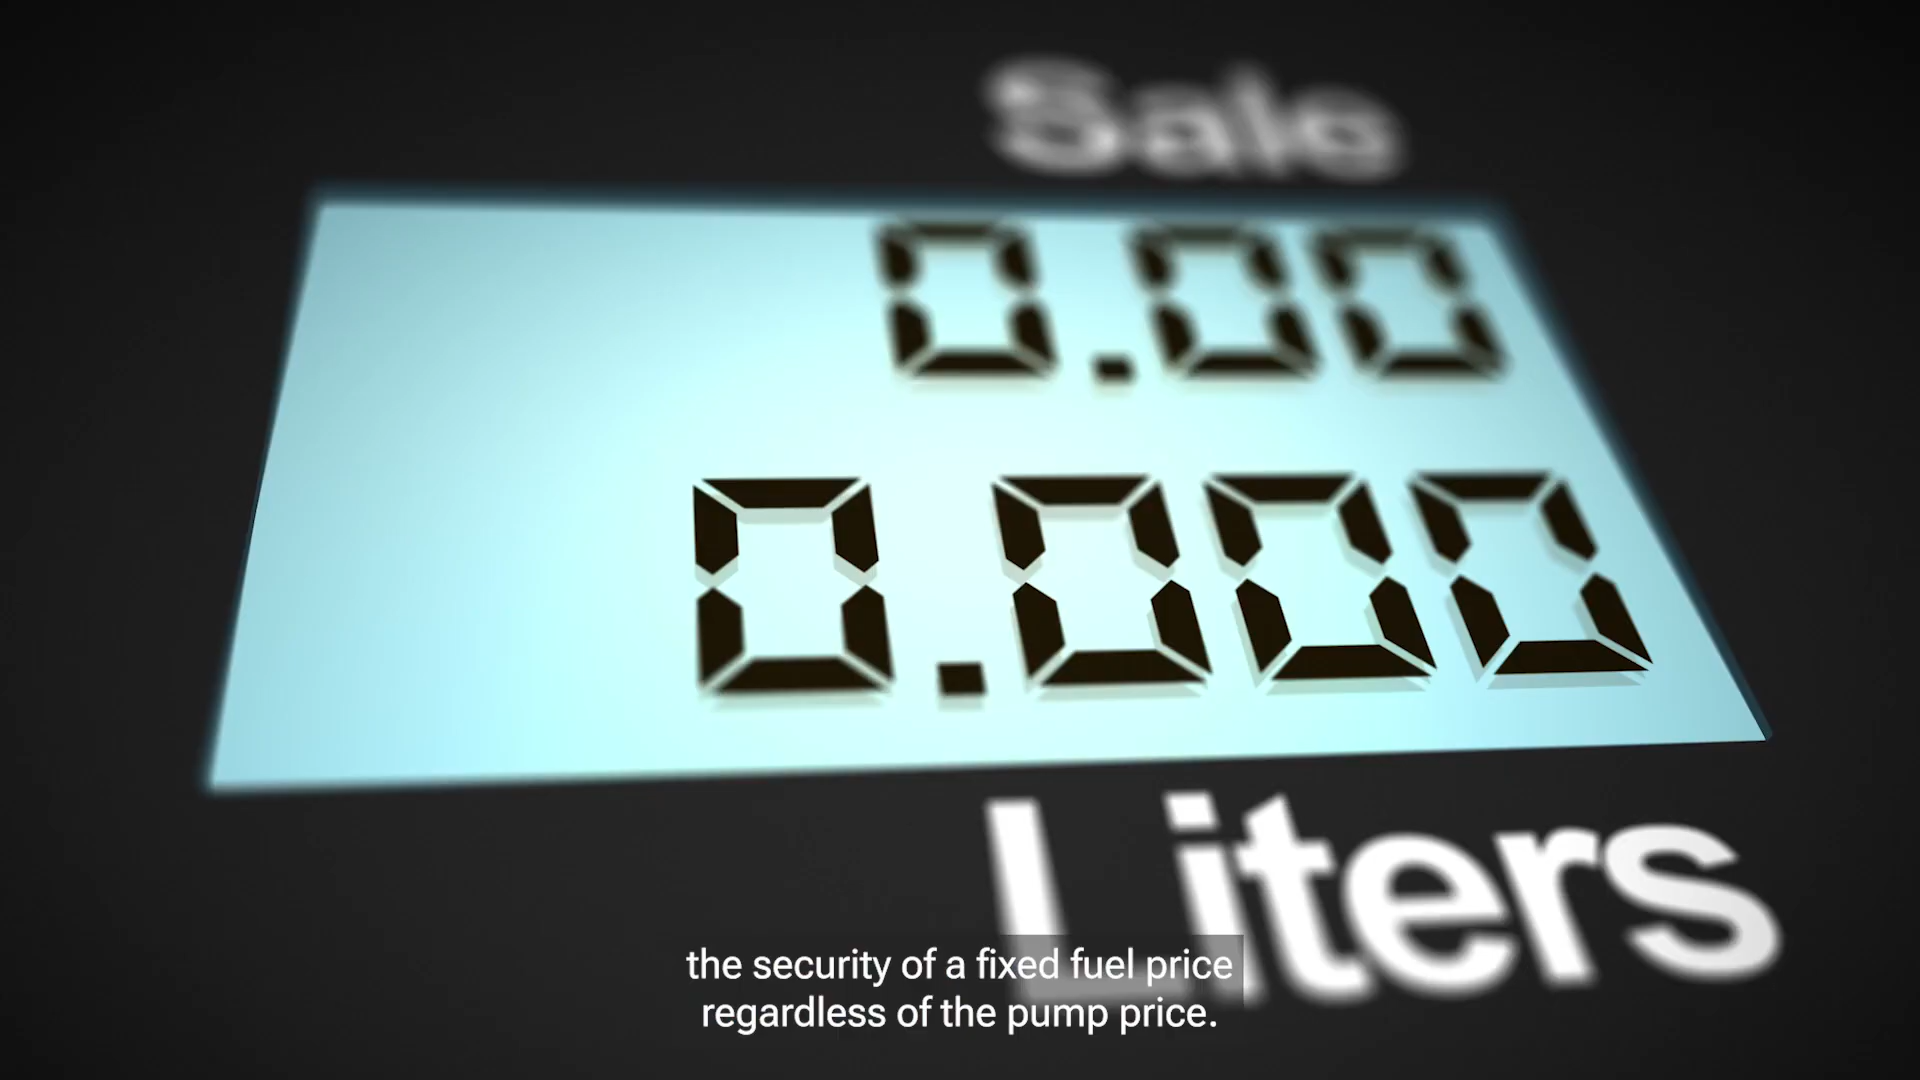 Sale
0.00
0.000
Liters
the security of a fixed fuel price
regardless of the pump price.